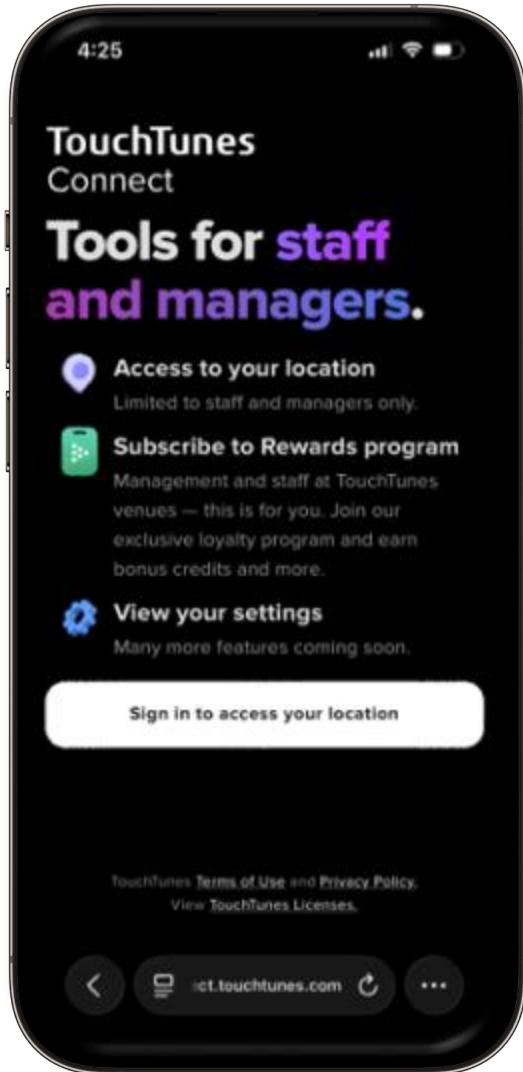 4:25
TouchTunes
Connect
Tools for staff
and managers.
Access to your location
Limited to staff and managers only.
Subscribe to Rewards program
Management and staff at TouchTunes
venues — this is for you. Join our
exclusive loyalty program and earn
bonus credits and more.
View your settings
Many more features coming soon.
Sign in to access your location
TouchTunes Terms of Use and Privacy Policy.
View TouchTunes Licenses.
ct.touchtunes.com